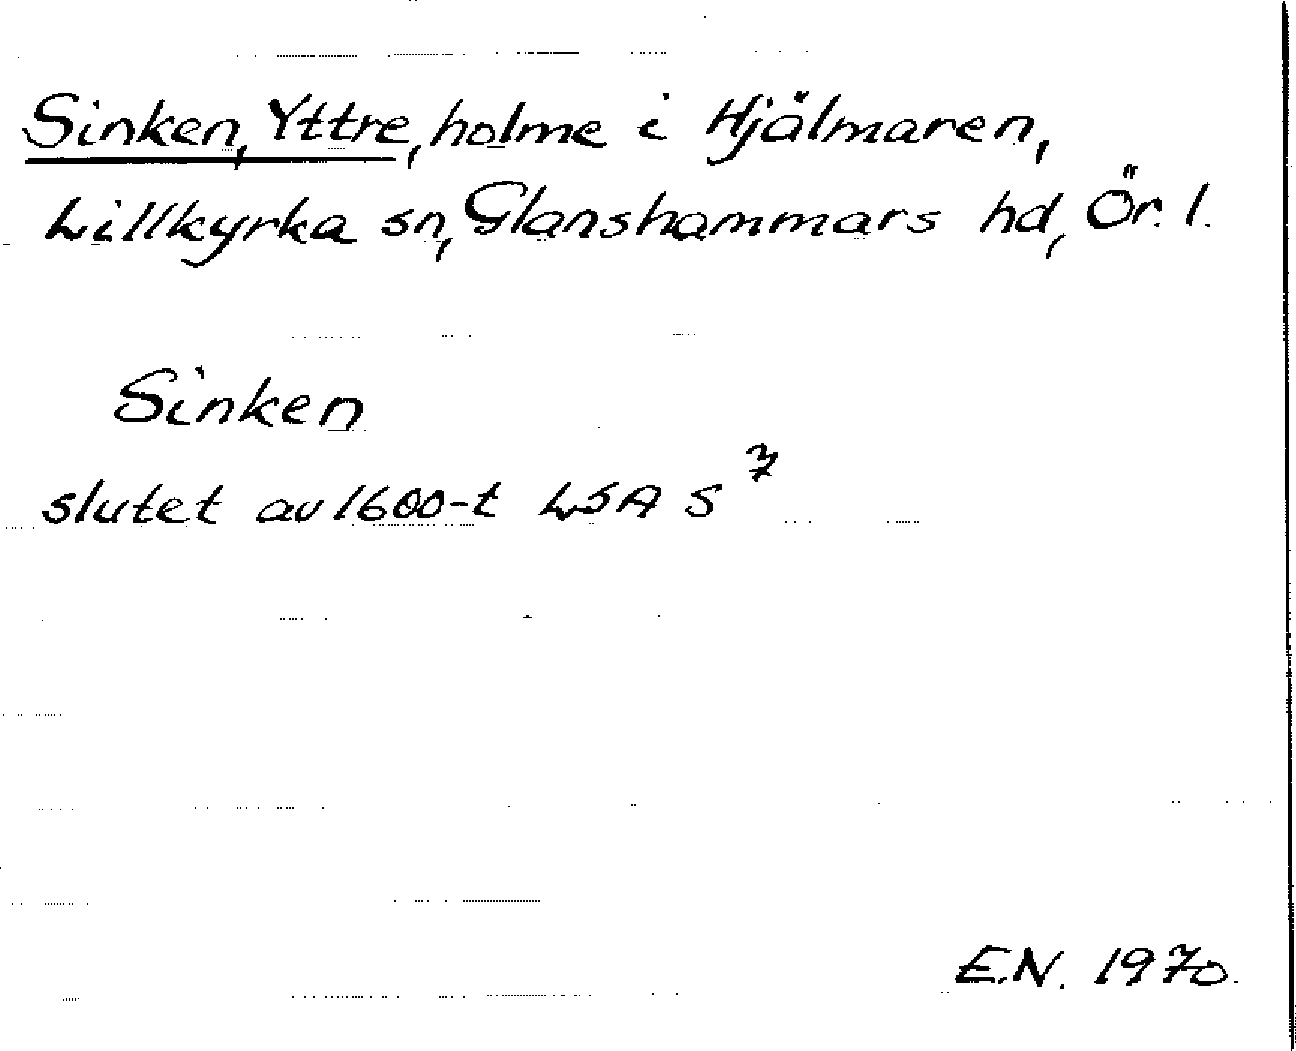 Sinken, Yttre, holme i Hjälmaren,
Lillkyrka sn, Glanshammars hd, Ör. l.
Sinken
slutet av 1600-t LSA S 7
E.N. 1970.